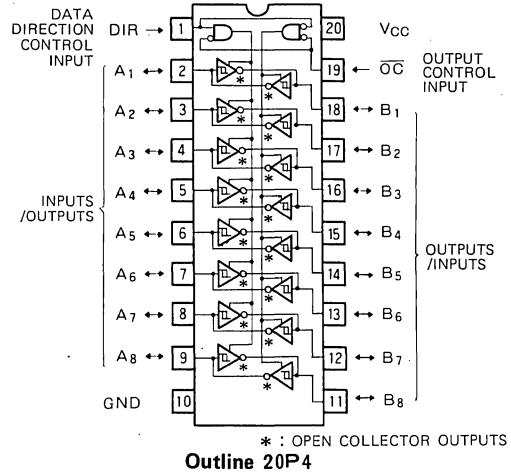 DATA
DIRECTION
CONTROL
INPUT
DIR → 1
20 VCC
A1 ↔ 2
19 ← OC
OUTPUT
CONTROL
INPUT
A2 ↔ 3
18 ↔ B1
A3 ↔ 4
17 ↔ B2
A4 ↔ 5
16 ↔ B3
INPUTS
/OUTPUTS
A5 ↔ 6
15 ↔ B4
A6 ↔ 7
14 ↔ B5
OUTPUTS
/INPUTS
A7 ↔ 8
13 ↔ B6
A8 ↔ 9
12 ↔ B7
GND 10
11 ↔ B8
* : OPEN COLLECTOR OUTPUTS
Outline 20P4